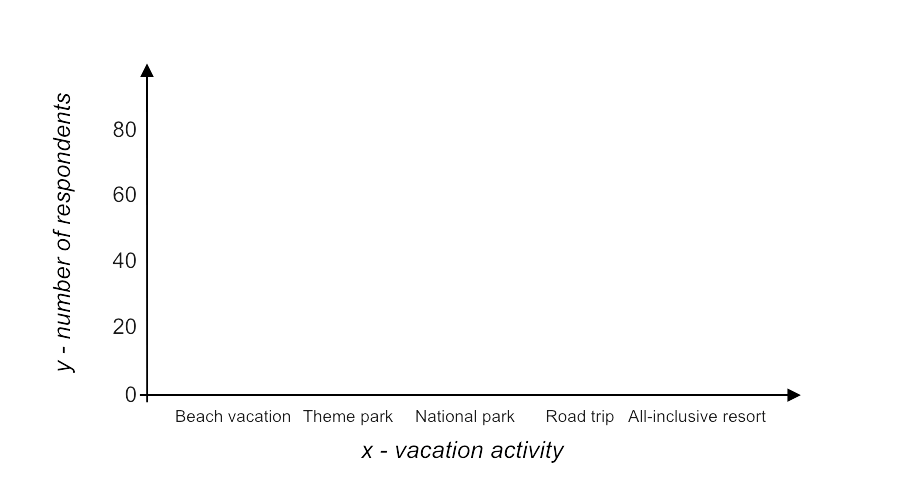 y - number of respondents
80
60
40
20
0
Beach vacation Theme park National park Road trip All-inclusive resort
x - vacation activity